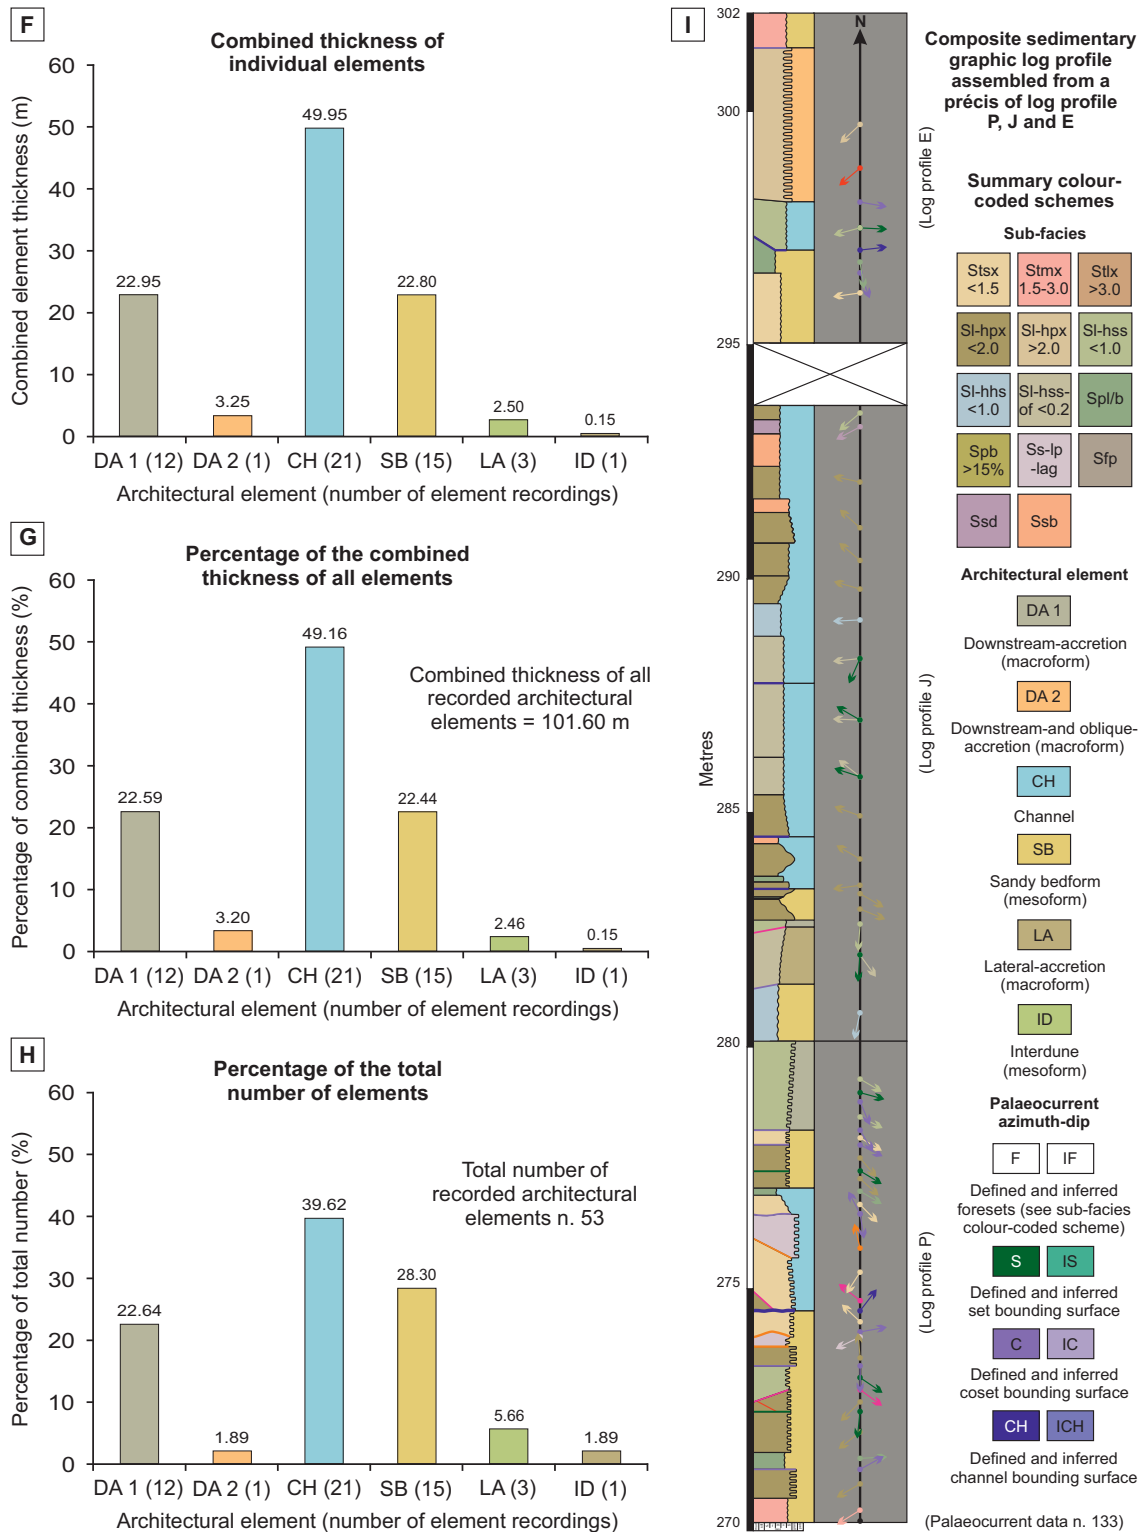 F
Combined thickness of
individual elements
Combined element thickness (m)
60
50
40
30
20
10
0
22.95
3.25
49.95
22.80
2.50
0.15
DA 1 (12) DA 2 (1) CH (21) SB (15) LA (3) ID (1)
Architectural element (number of element recordings)
G
Percentage of the combined
thickness of all elements
Percentage of combined thickness (%)
60
50
40
30
20
10
0
22.59
3.20
49.16
22.44
2.46
0.15
Combined thickness of all
recorded architectural
elements = 101.60 m
DA 1 (12) DA 2 (1) CH (21) SB (15) LA (3) ID (1)
Architectural element (number of element recordings)
H
Percentage of the total
number of elements
Percentage of total number (%)
60
50
40
30
20
10
0
22.64
1.89
39.62
28.30
5.66
1.89
Total number of
recorded architectural
elements n. 53
DA 1 (12) DA 2 (1) CH (21) SB (15) LA (3) ID (1)
Architectural element (number of element recordings)
I
302
300
295
290
285
280
275
270
Metres
N
(Log profile E)
(Log profile J)
(Log profile P)
Composite sedimentary
graphic log profile
assembled from a
précis of log profile
P, J and E
Summary colour-
coded schemes
Sub-facies
Stsx Stmx Stlx
<1.5 1.5-3.0 >3.0
Sl-hpx Sl-hpx Sl-hss
<2.0 >2.0 <1.0
Sl-hhs Sl-hss- Spl/b
<1.0 of <0.2
Spb Ss-lp Sfp
>15% -lag
Ssd Ssb
Architectural element
DA 1
Downstream-accretion
(macroform)
DA 2
Downstream-and oblique-
accretion (macroform)
CH
Channel
SB
Sandy bedform
(mesoform)
LA
Lateral-accretion
(macroform)
ID
Interdune
(mesoform)
Palaeocurrent
azimuth-dip
F IF
Defined and inferred
foresets (see sub-facies
colour-coded scheme)
S IS
Defined and inferred
set bounding surface
C IC
Defined and inferred
coset bounding surface
CH ICH
Defined and inferred
channel bounding surface
(Palaeocurrent data n. 133)